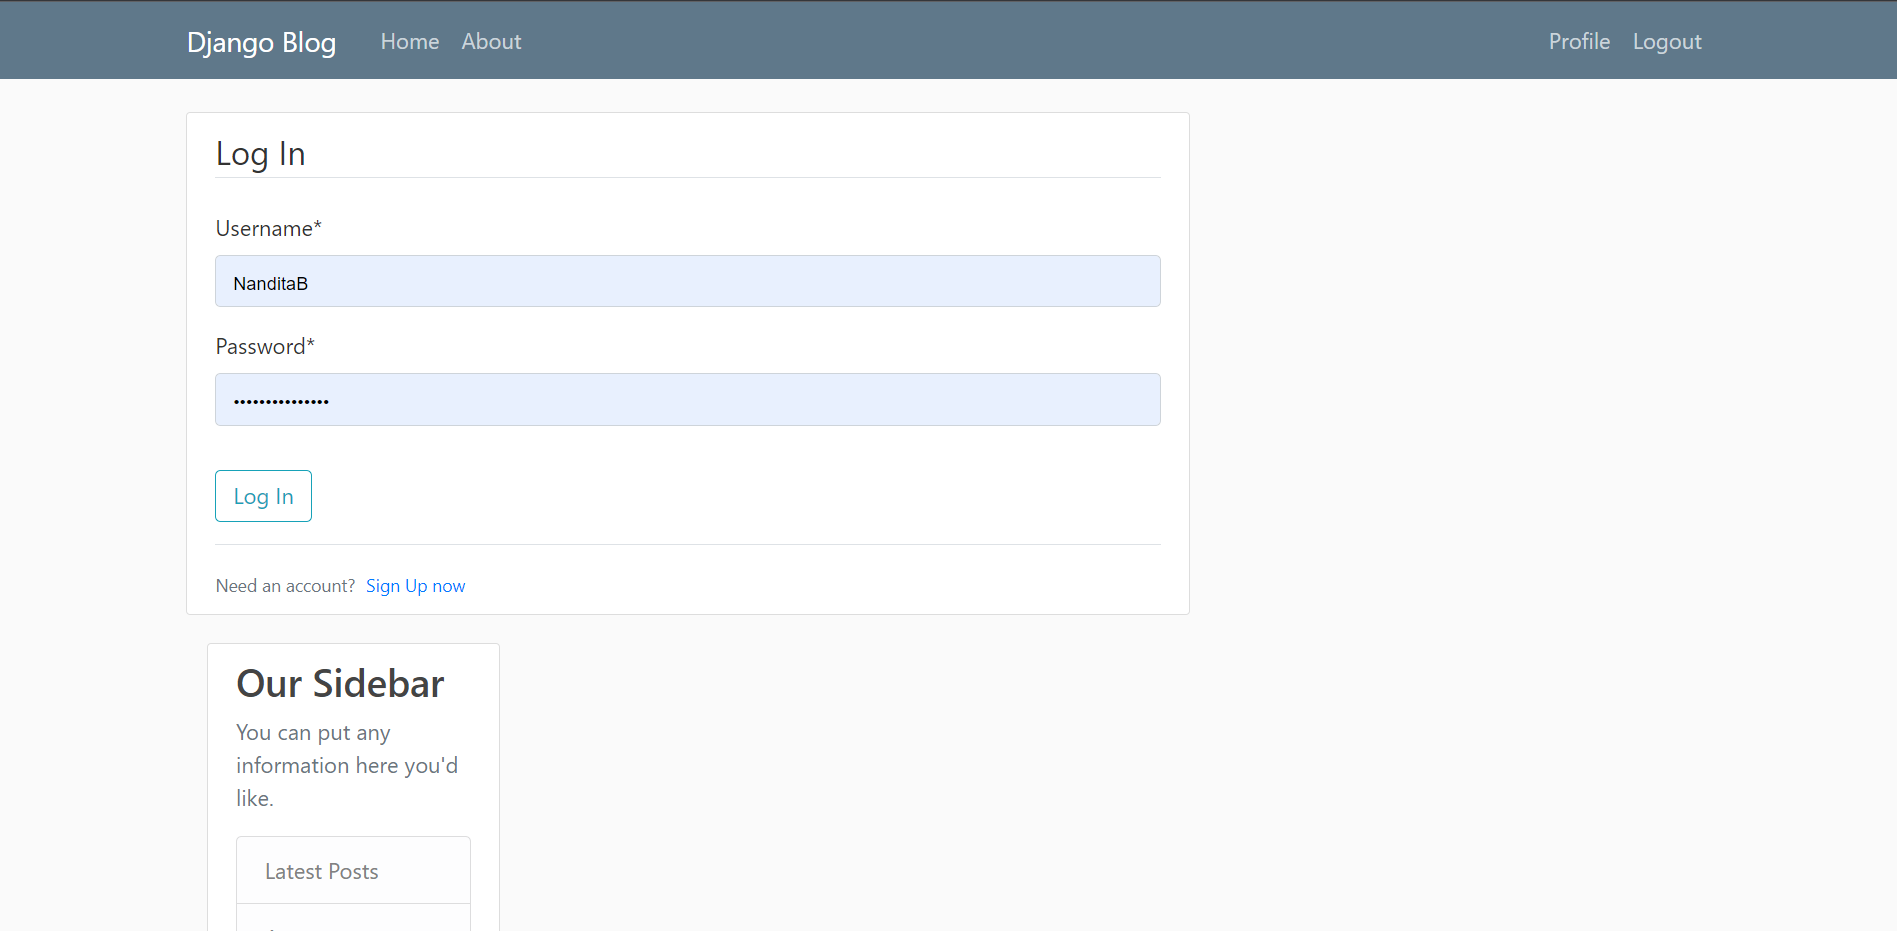 Django Blog Home About Profile Logout
Log In
Username*
NanditaB
Password*
•••••••••••••••
Log In
Need an account? Sign Up now
Our Sidebar
You can put any
information here you'd
like.
Latest Posts